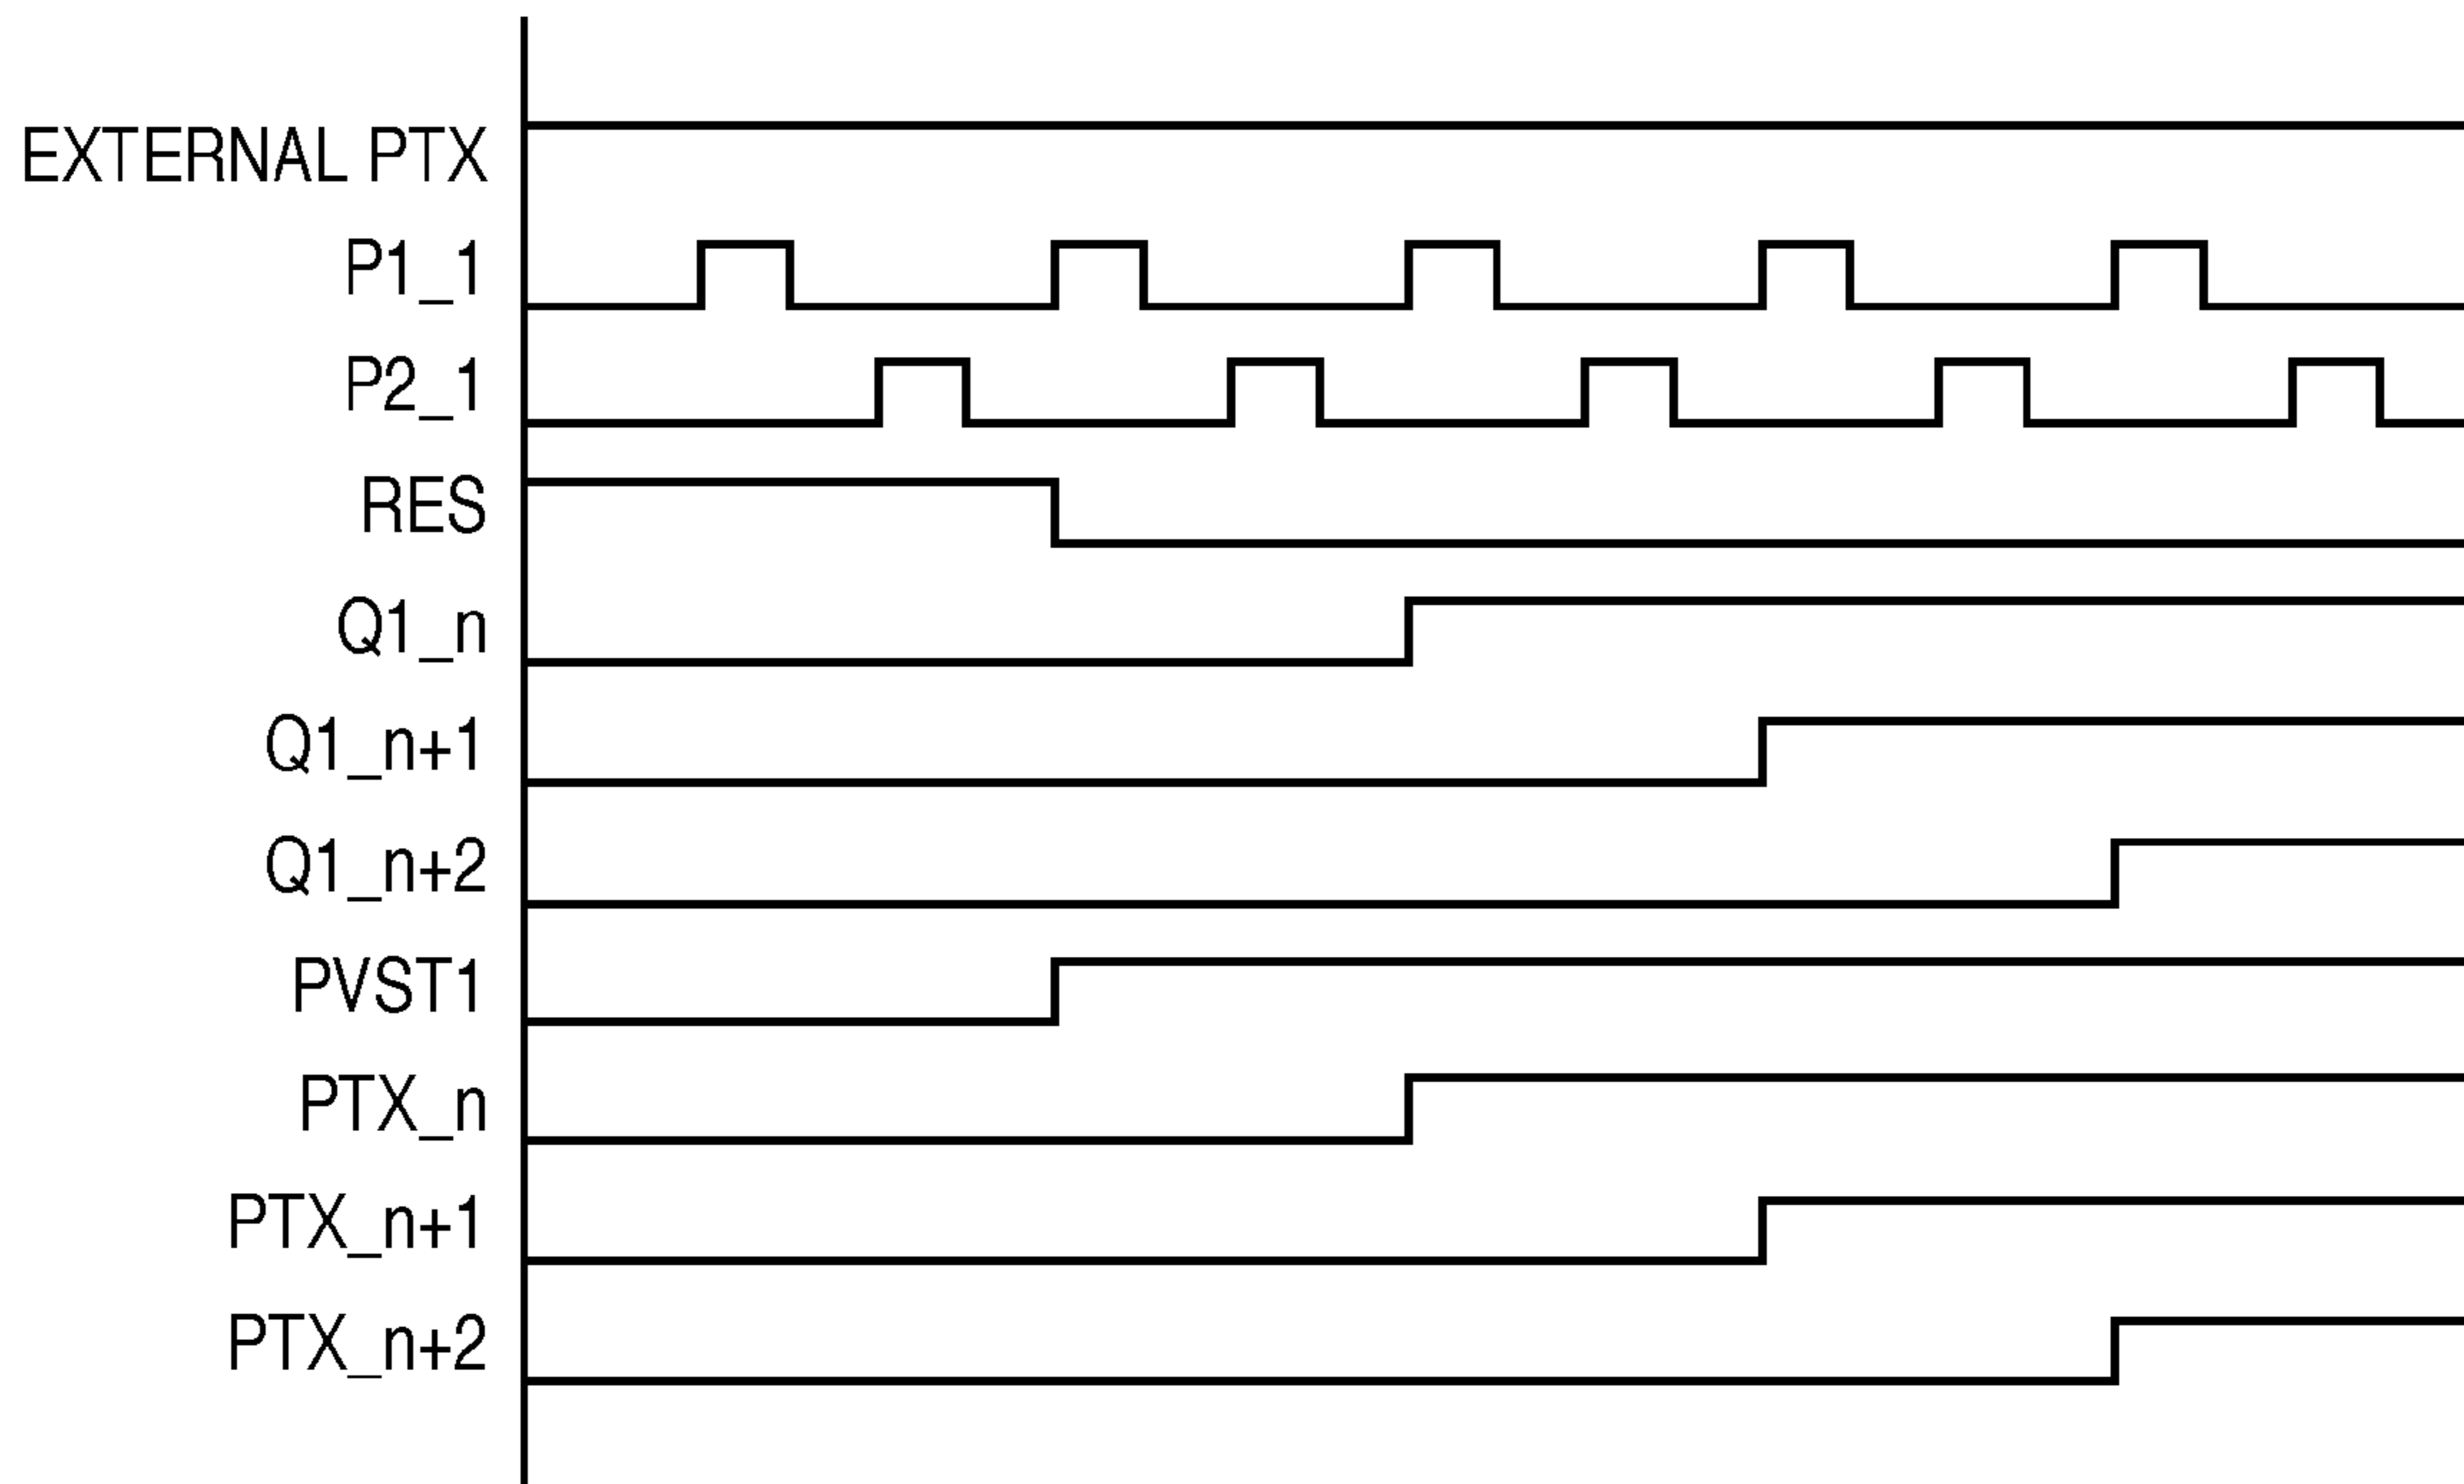 EXTERNAL PTX
P1_1
P2_1
RES
Q1_n
Q1_n+1
Q1_n+2
PVST1
PTX_n
PTX_n+1
PTX_n+2